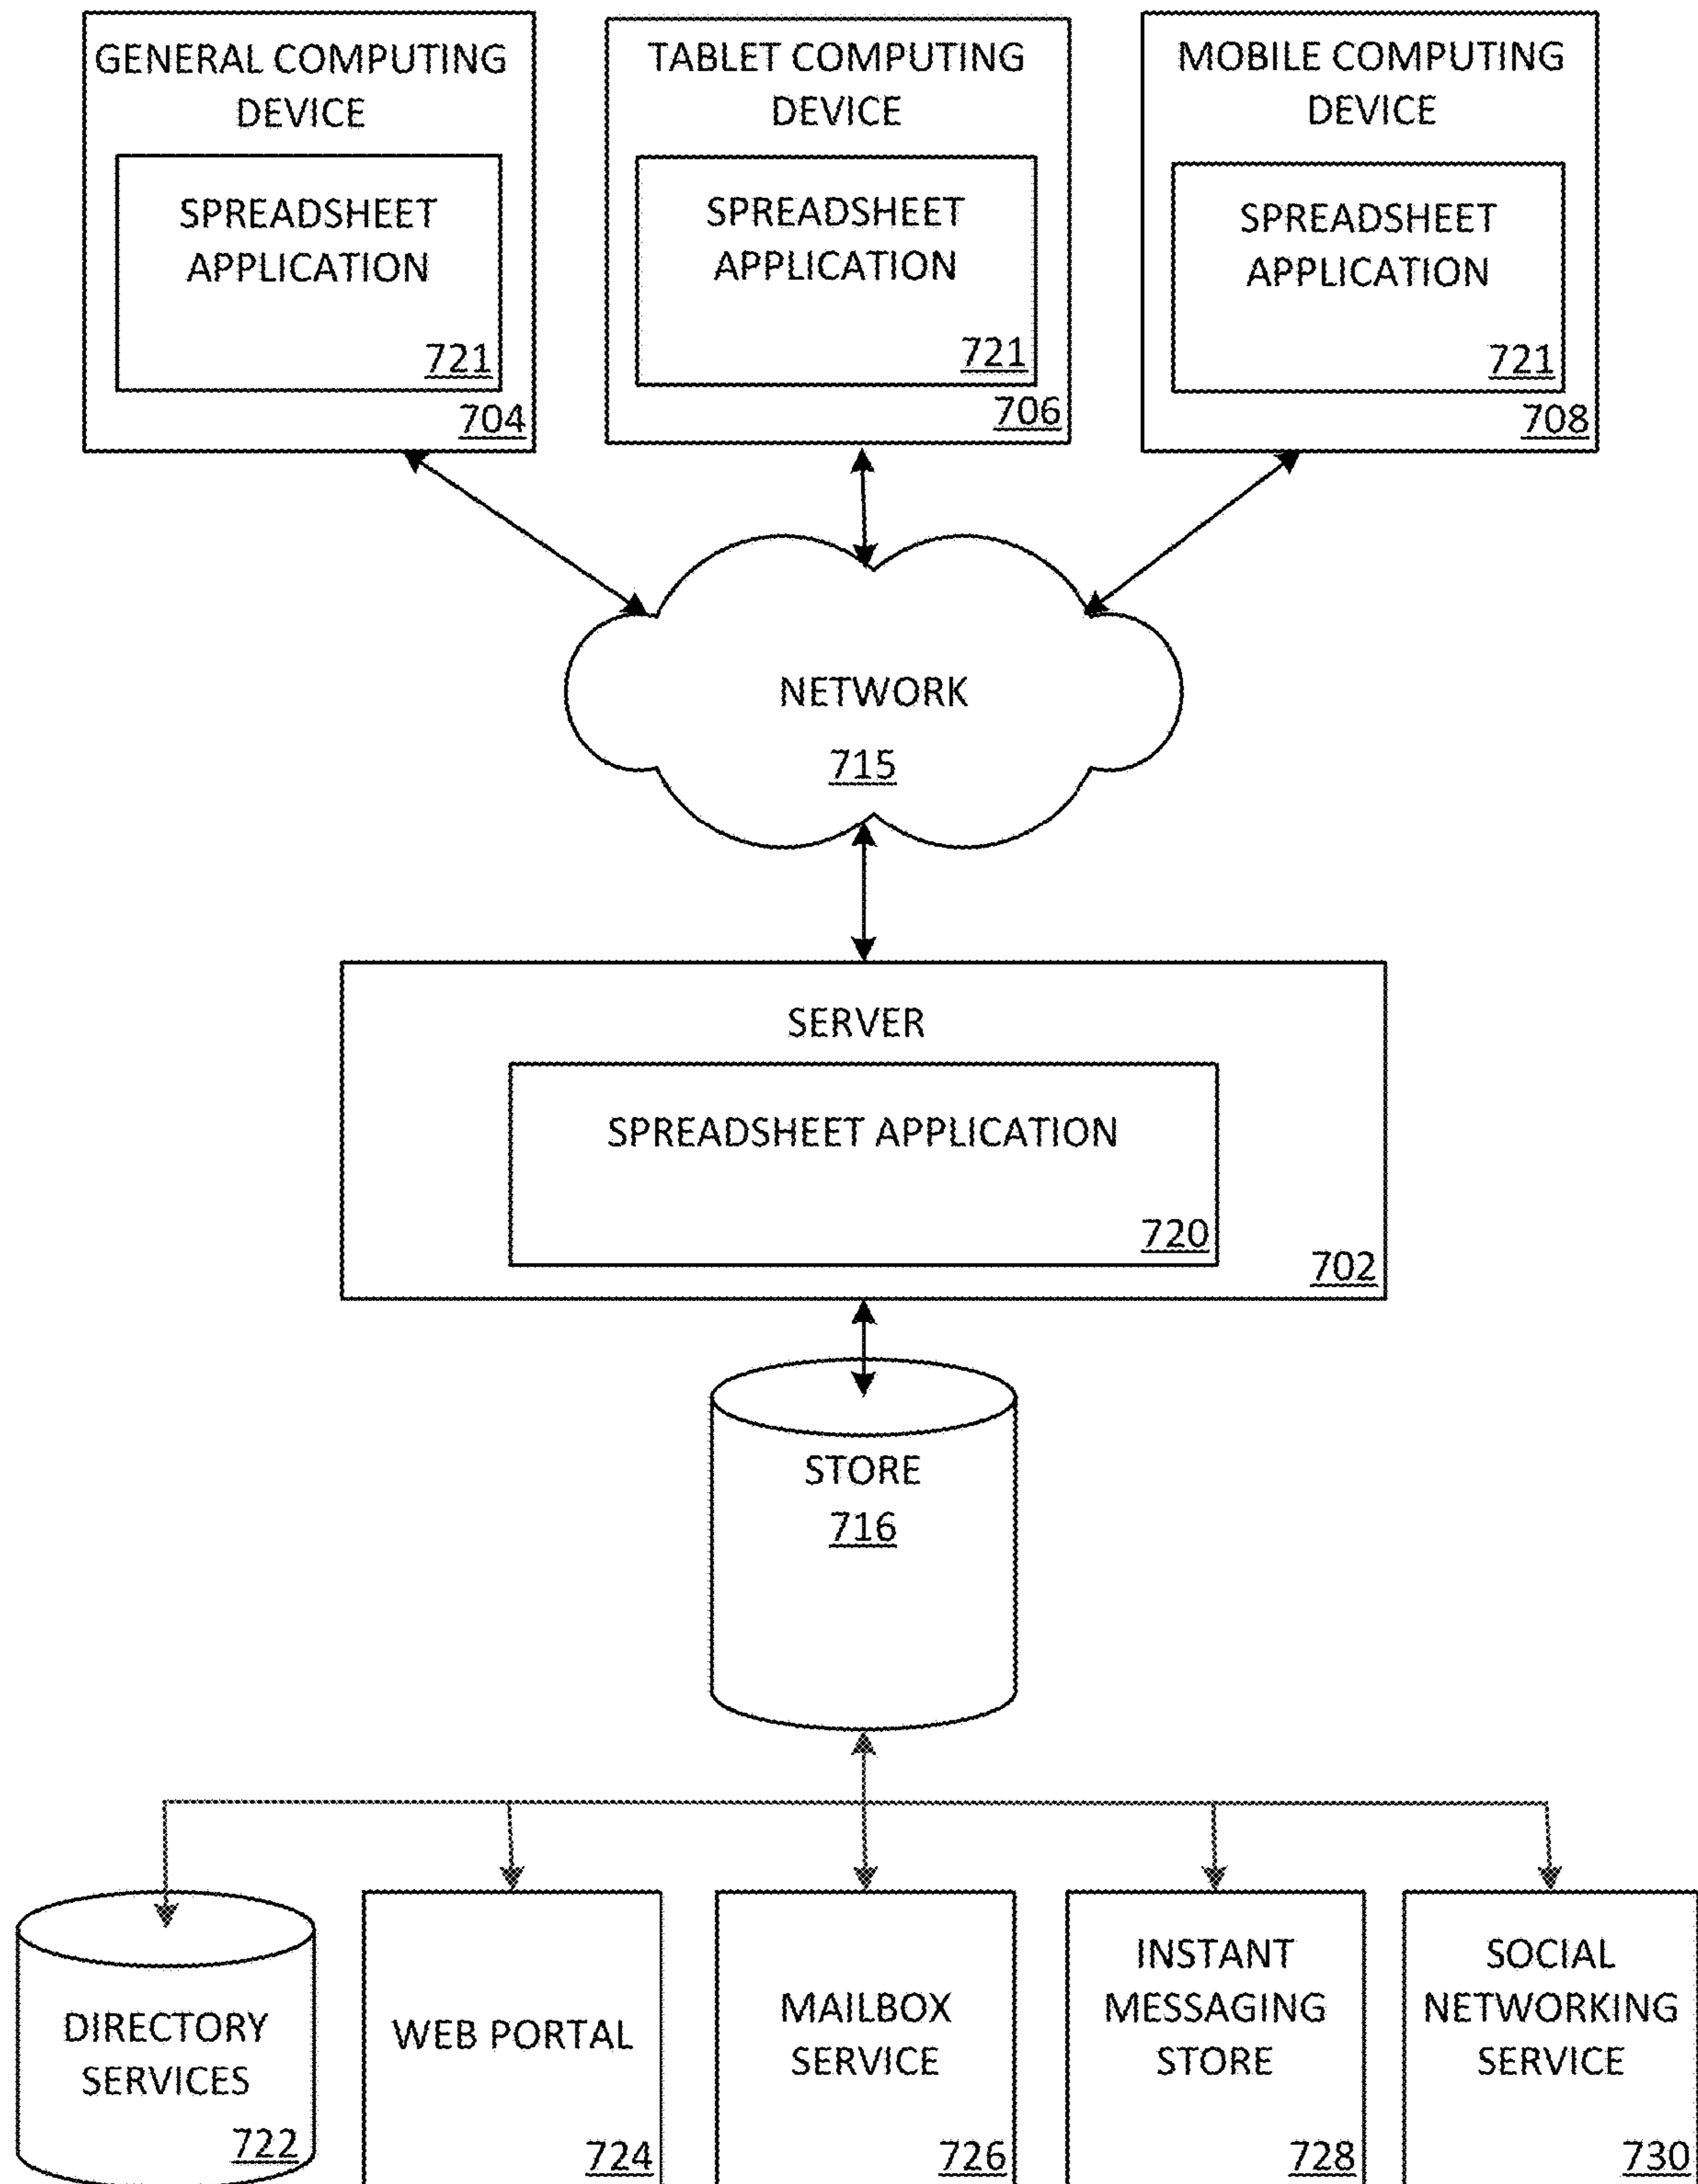 GENERAL COMPUTING
DEVICE
SPREADSHEET
APPLICATION
721
704
TABLET COMPUTING
DEVICE
SPREADSHEET
APPLICATION
721
706
MOBILE COMPUTING
DEVICE
SPREADSHEET
APPLICATION
721
708
NETWORK
715
SERVER
SPREADSHEET APPLICATION
720
702
STORE
716
DIRECTORY
SERVICES
722
WEB PORTAL
724
MAILBOX
SERVICE
726
INSTANT
MESSAGING
STORE
728
SOCIAL
NETWORKING
SERVICE
730